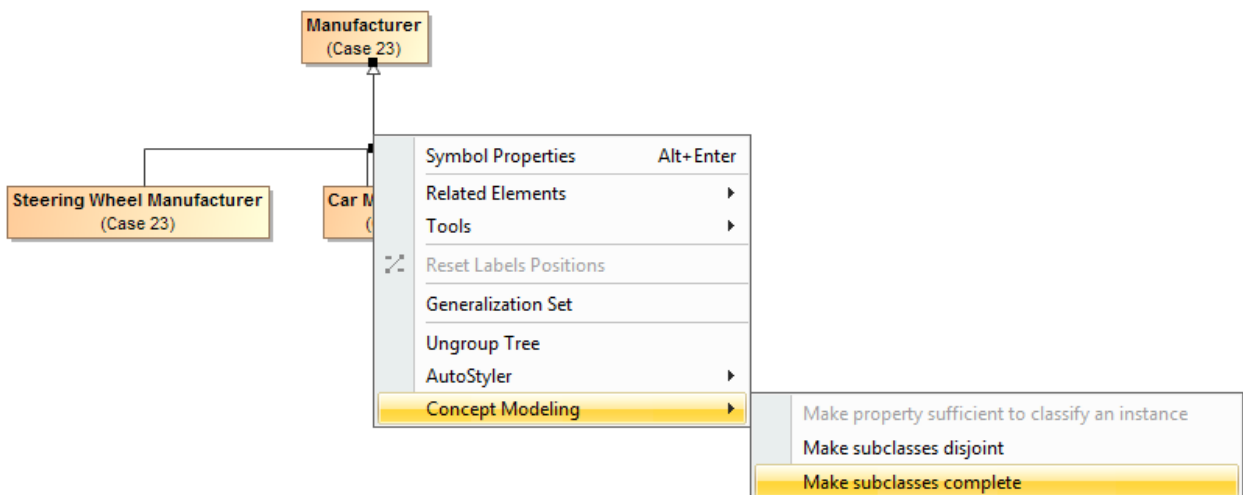 Manufacturer
(Case 23)
Steering Wheel Manufacturer
(Case 23)
Car
Symbol Properties Alt+Enter
Related Elements
Tools
Reset Labels Positions
Generalization Set
Ungroup Tree
AutoStyler
Concept Modeling
Make property sufficient to classify an instance
Make subclasses disjoint
Make subclasses complete